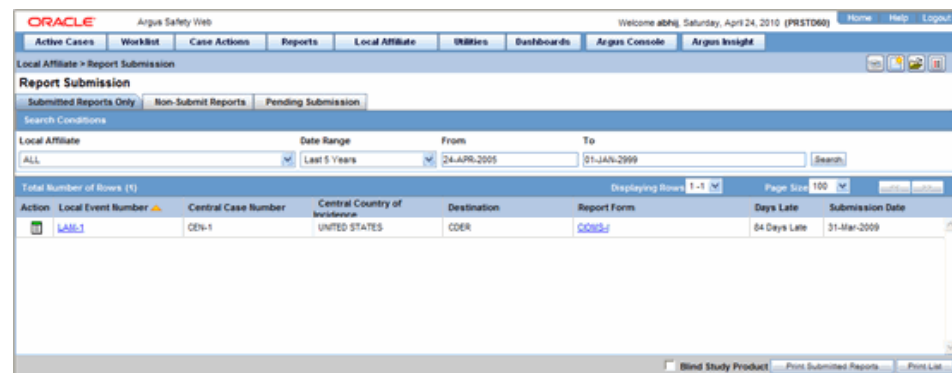 ORACLE Argus Safety Web Welcome abhij, Saturday, April 24, 2010 (PRSTD60) Home Help Logout
Active Cases Worklist Case Actions Reports Local Affiliate Utilities Dashboards Argus Console Argus Insight
Local Affiliate > Report Submission
Report Submission
Submitted Reports Only Non-Submit Reports Pending Submission
Search Conditions
Local Affiliate Date Range From To
ALL Last 5 Years 24-APR-2005 01-JAN-2999 Search
Total Number of Rows (1) Displaying Rows 1 -1 Page Size 100 << >>
Action Local Event Number Central Case Number Central Country of Incidence Destination Report Form Days Late Submission Date
LAM-1 CEN-1 UNITED STATES CDER CIOMS-I 84 Days Late 31-Mar-2009
Blind Study Product Print Submitted Reports Print List